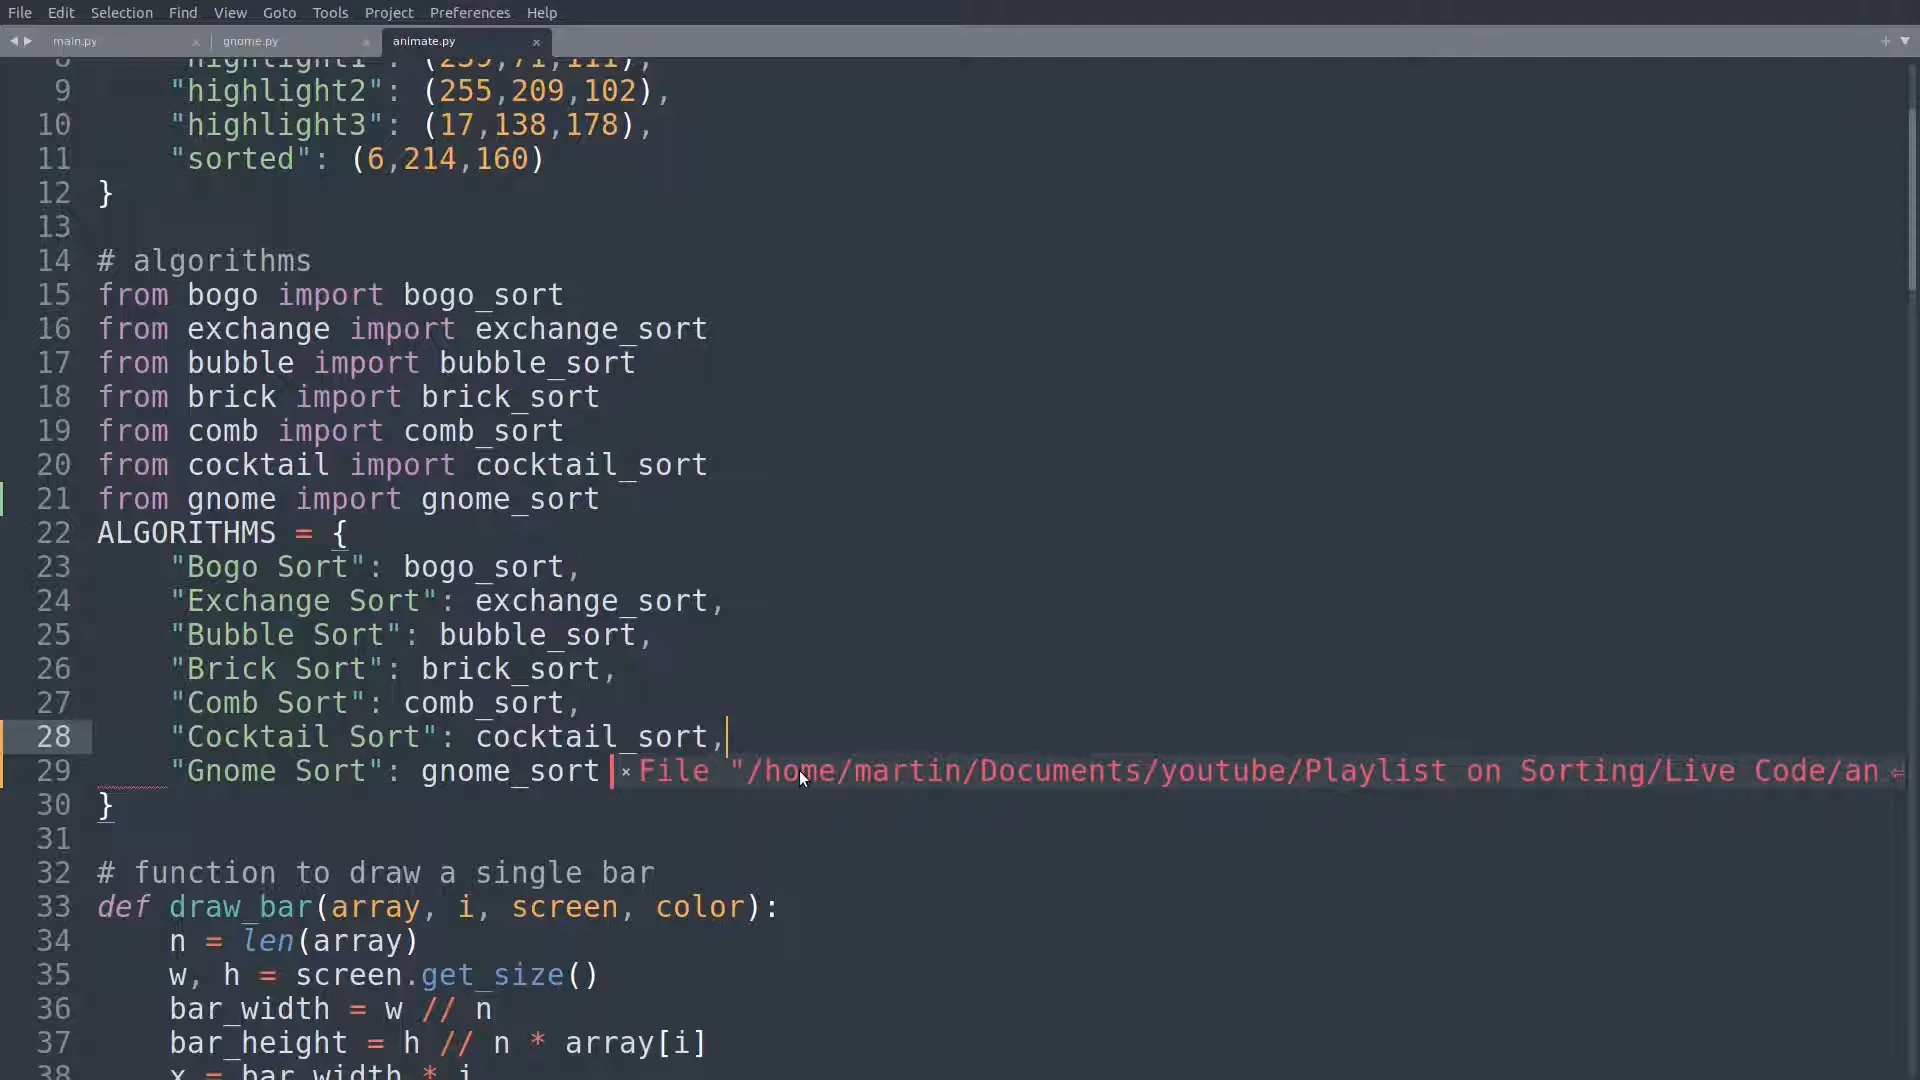 File Edit Selection Find View Goto Tools Project Preferences Help
main.py × gnome.py × animate.py ×
8 "highlight1": (239,71,111),
9 "highlight2": (255,209,102),
10 "highlight3": (17,138,178),
11 "sorted": (6,214,160)
12 }
13
14 # algorithms
15 from bogo import bogo_sort
16 from exchange import exchange_sort
17 from bubble import bubble_sort
18 from brick import brick_sort
19 from comb import comb_sort
20 from cocktail import cocktail_sort
21 from gnome import gnome_sort
22 ALGORITHMS = {
23 "Bogo Sort": bogo_sort,
24 "Exchange Sort": exchange_sort,
25 "Bubble Sort": bubble_sort,
26 "Brick Sort": brick_sort,
27 "Comb Sort": comb_sort,
28 "Cocktail Sort": cocktail_sort,
29 "Gnome Sort": gnome_sort × File "/home/martin/Documents/youtube/Playlist on Sorting/Live Code/an
30 }
31
32 # function to draw a single bar
33 def draw_bar(array, i, screen, color):
34 n = len(array)
35 w, h = screen.get_size()
36 bar_width = w // n
37 bar_height = h // n * array[i]
38 x = bar_width * i